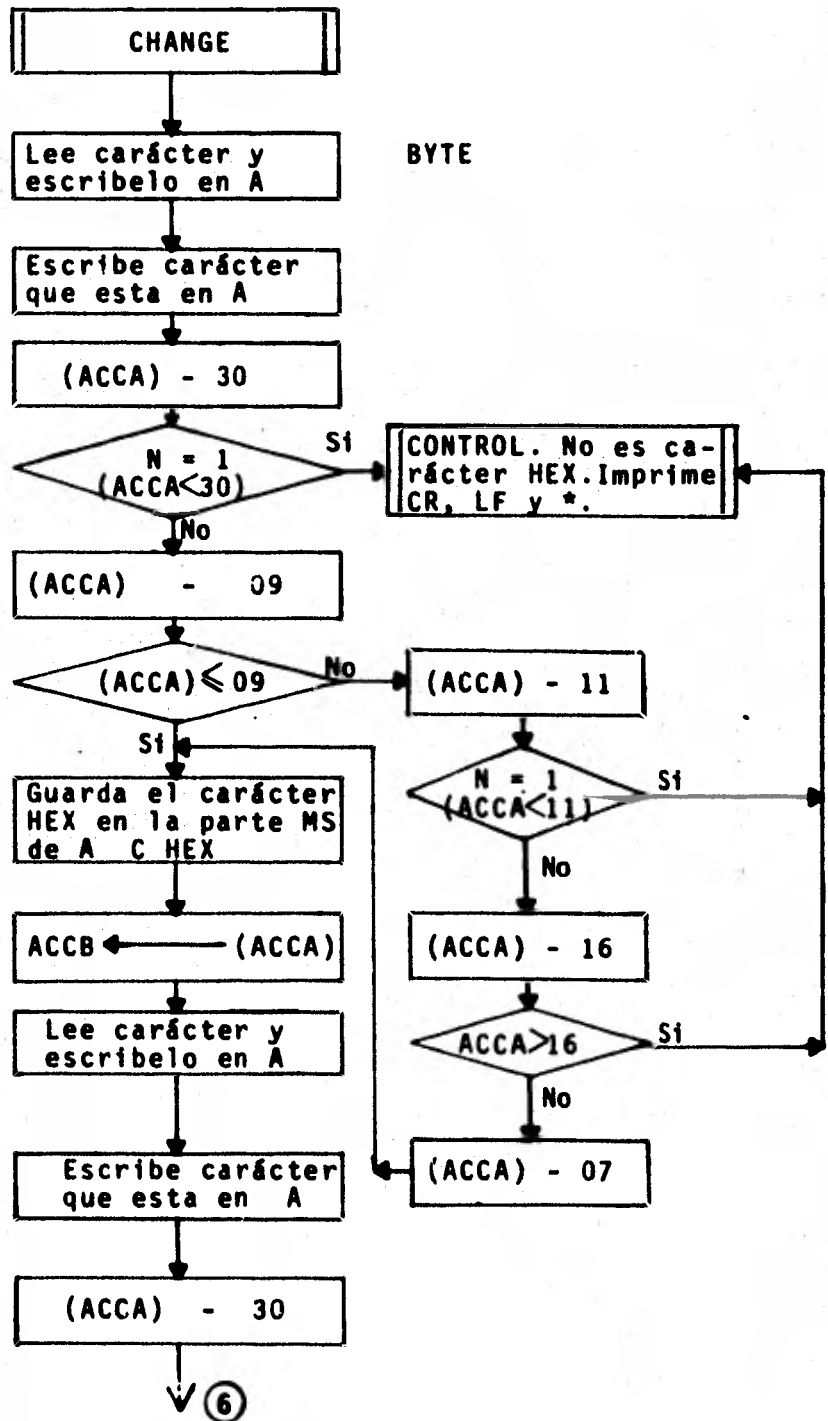 CHANGE
Lee carácter y
escribelo en A
BYTE
Escribe carácter
que esta en A
(ACCA) - 30
N = 1
(ACCA<30)
Si
CONTROL. No es ca-
rácter HEX.Imprime
CR, LF y *.
No
(ACCA) - 09
(ACCA)≤09
No
(ACCA) - 11
Si
N = 1
(ACCA<11)
Si
Guarda el carácter
HEX en la parte MS
de A C HEX
No
ACCB (ACCA)
(ACCA) - 16
Lee carácter y
escribelo en A
ACCA>16
Si
No
Escribe carácter
que esta en A
(ACCA) - 07
(ACCA) - 30
6